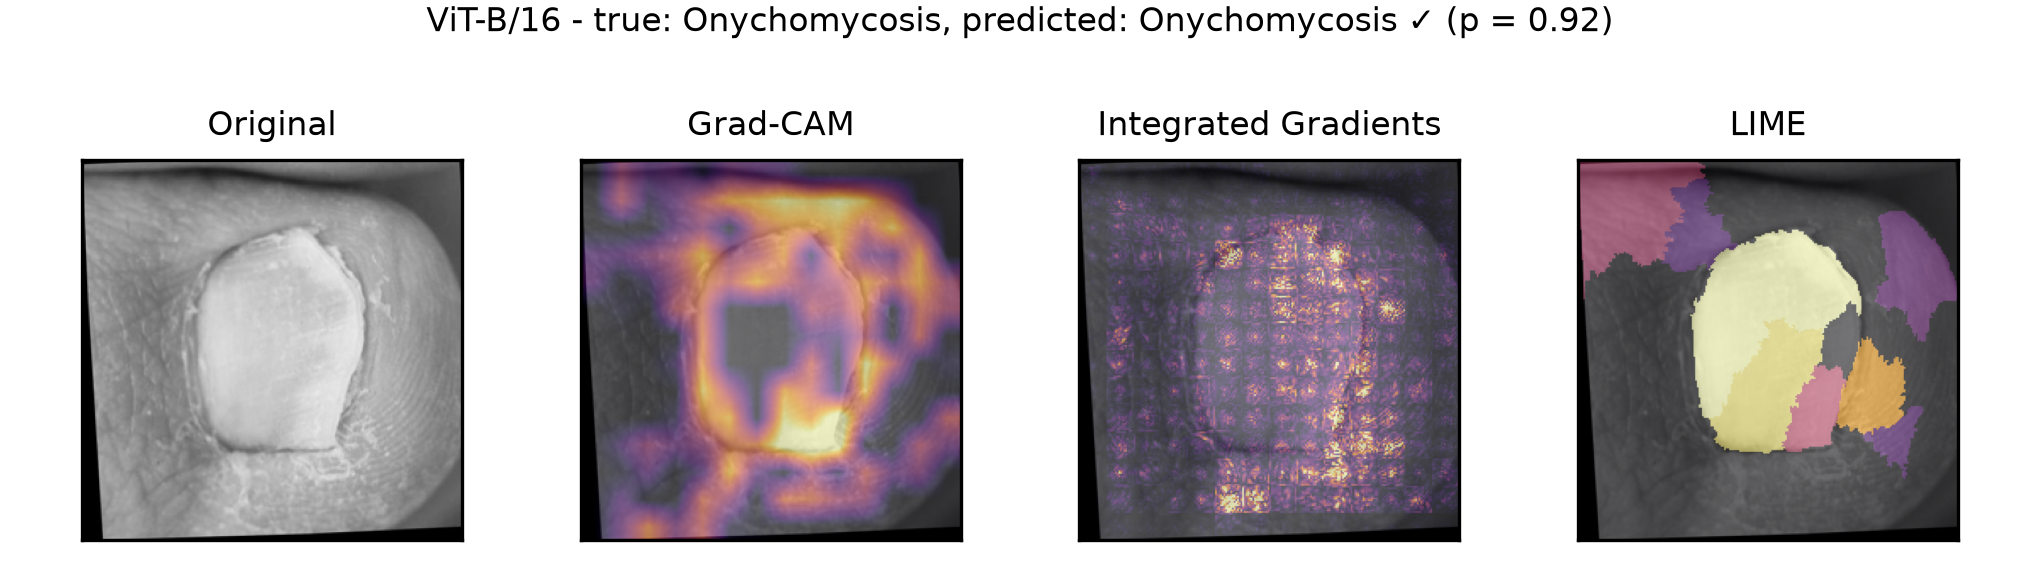 ViT-B/16 - true: Onychomycosis, predicted: Onychomycosis ✓ (p = 0.92)
Original
Grad-CAM
Integrated Gradients
LIME